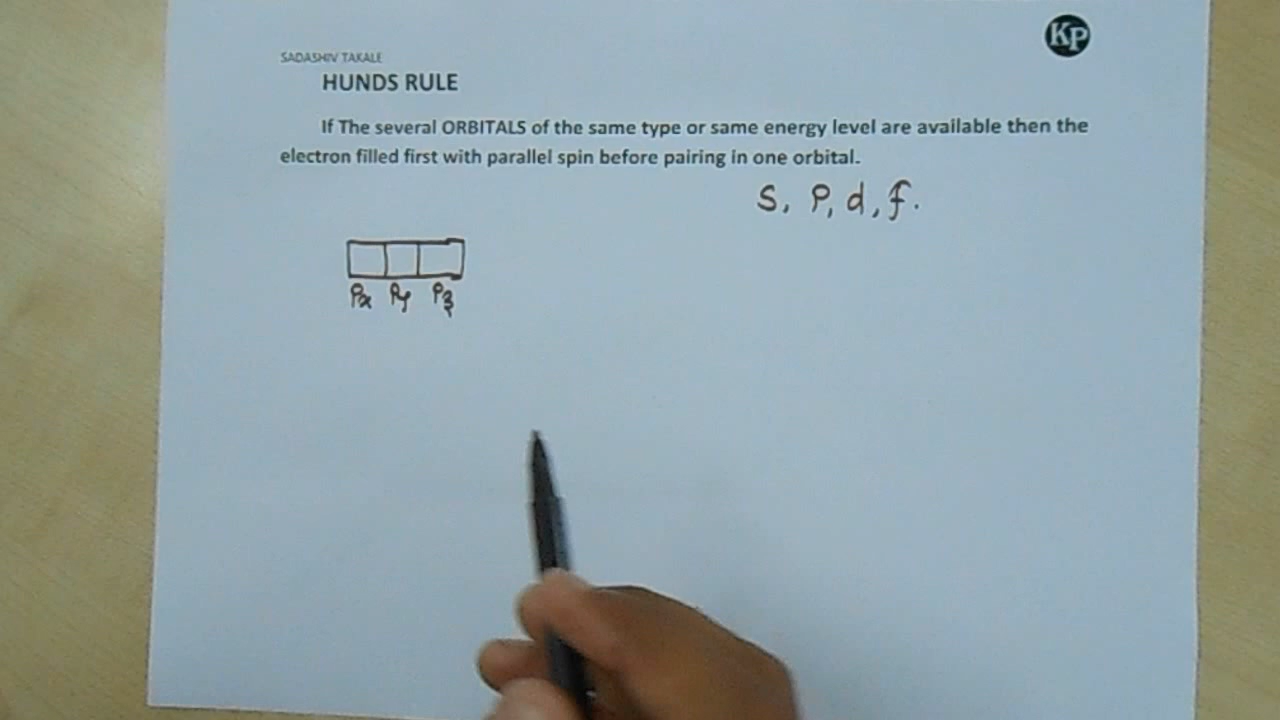 SADASHIV TAKALE
KP
HUNDS RULE
If The several ORBITALS of the same type or same energy level are available then the
electron filled first with parallel spin before pairing in one orbital.
s, p, d, f.
Px Py Pz